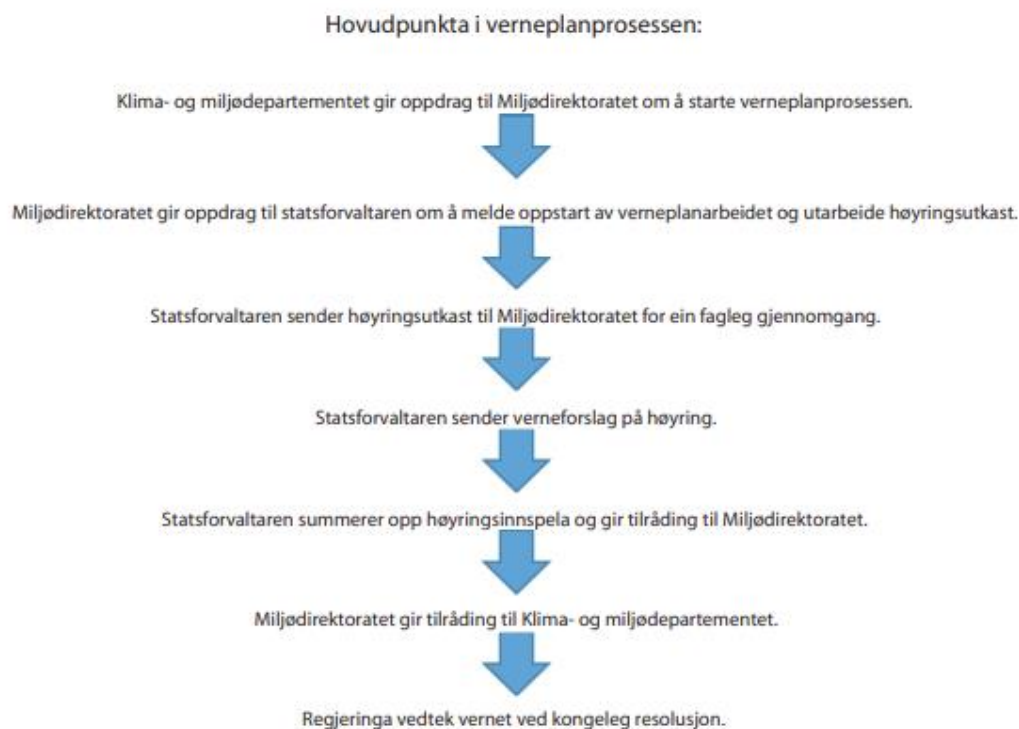 Hovudpunkta i verneplanprosessen:
Klima- og miljødepartementet gir oppdrag til Miljødirektoratet om å starte verneplanprosessen.
Miljødirektoratet gir oppdrag til statsforvaltaren om å melde oppstart av verneplanarbeidet og utarbeide høyringsutkast.
Statsforvaltaren sender høyringsutkast til Miljødirektoratet for ein fagleg gjennomgang.
Statsforvaltaren sender verneforslag på høyring.
Statsforvaltaren summerer opp høyringsinnspela og gir tilråding til Miljødirektoratet.
Miljødirektoratet gir tilråding til Klima- og miljødepartementet.
Regjeringa vedtek vernet ved kongeleg resolusjon.